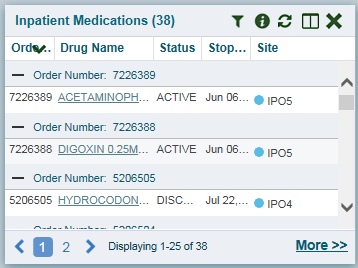 Inpatient Medications (38)
Orde... Drug Name Status Stop... Site
Order Number: 7226389
7226389 ACETAMINOPH... ACTIVE Jun 06... IPO5
Order Number: 7226388
7226388 DIGOXIN 0.25M... ACTIVE Jun 06... IPO5
Order Number: 5206505
5206505 HYDROCODON... DISC... Jul 22,... IPO4
Order Number:
1 2 Displaying 1-25 of 38 More >>